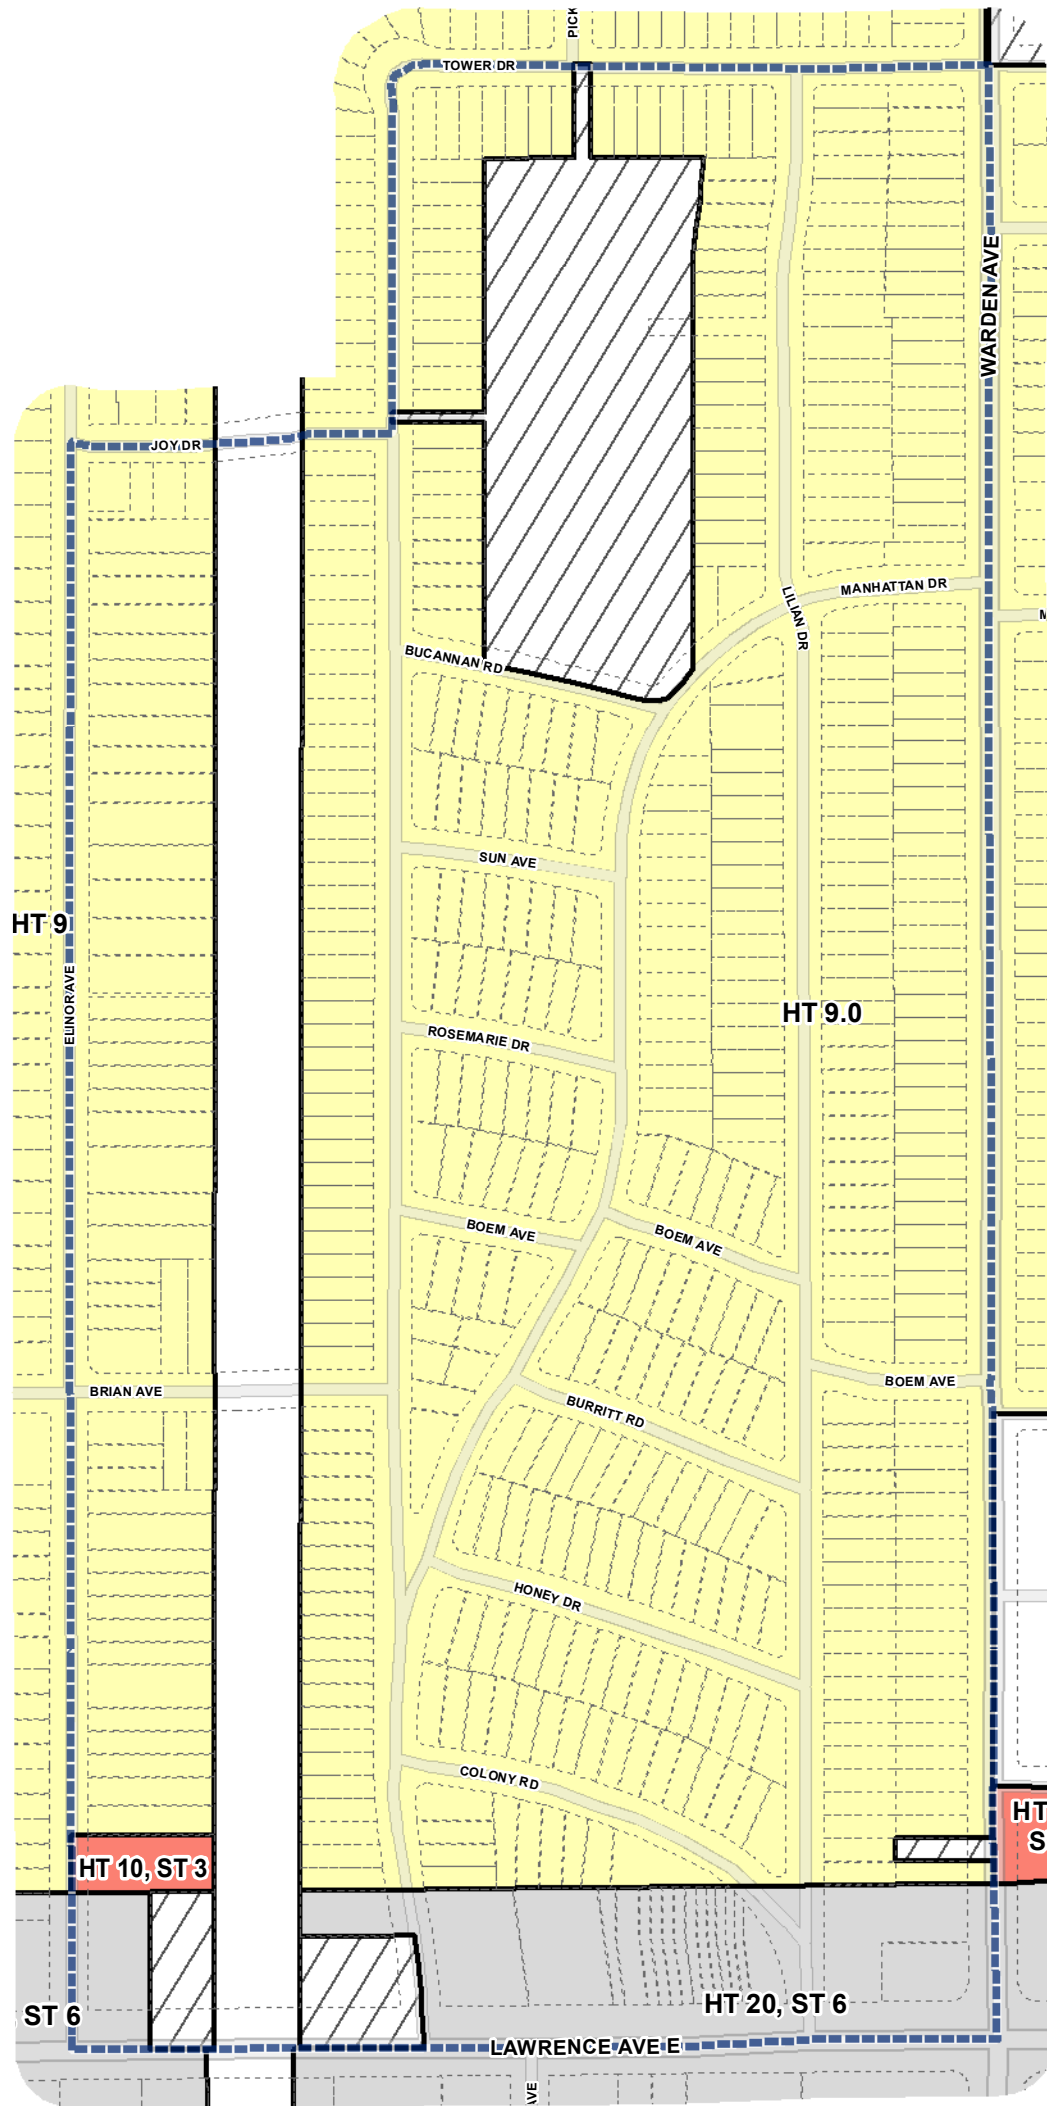 PICK
TOWER DR
WARDEN AVE
JOY DR
MANHATTAN DR
LILIAN DR
M
BUCANNAN RD
SUN AVE
HT 9
ELINOR AVE
HT 9.0
ROSEMARIE DR
BOEM AVE
BOEM AVE
BOEM AVE
BRIAN AVE
BURRITT RD
HONEY DR
COLONY RD
HT
S
HT 10, ST 3
HT 20, ST 6
ST 6
LAWRENCE AVE E
AVE